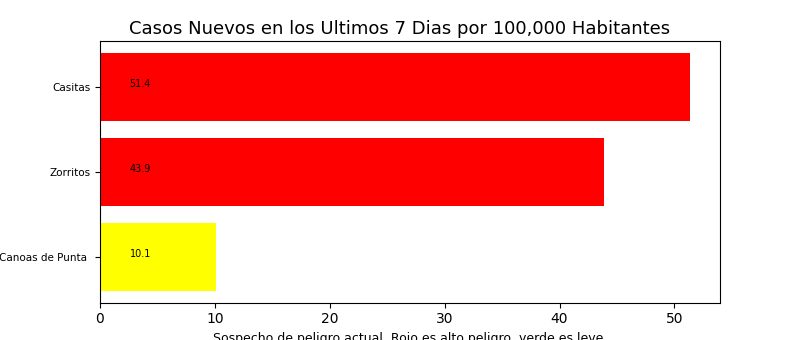 Casos Nuevos en los Ultimos 7 Dias por 100,000 Habitantes
Casitas
51.4
Zorritos
43.9
Canoas de Punta
10.1
0 10 20 30 40 50
Sospecho de peligro actual. Rojo es alto peligro, verde es leve